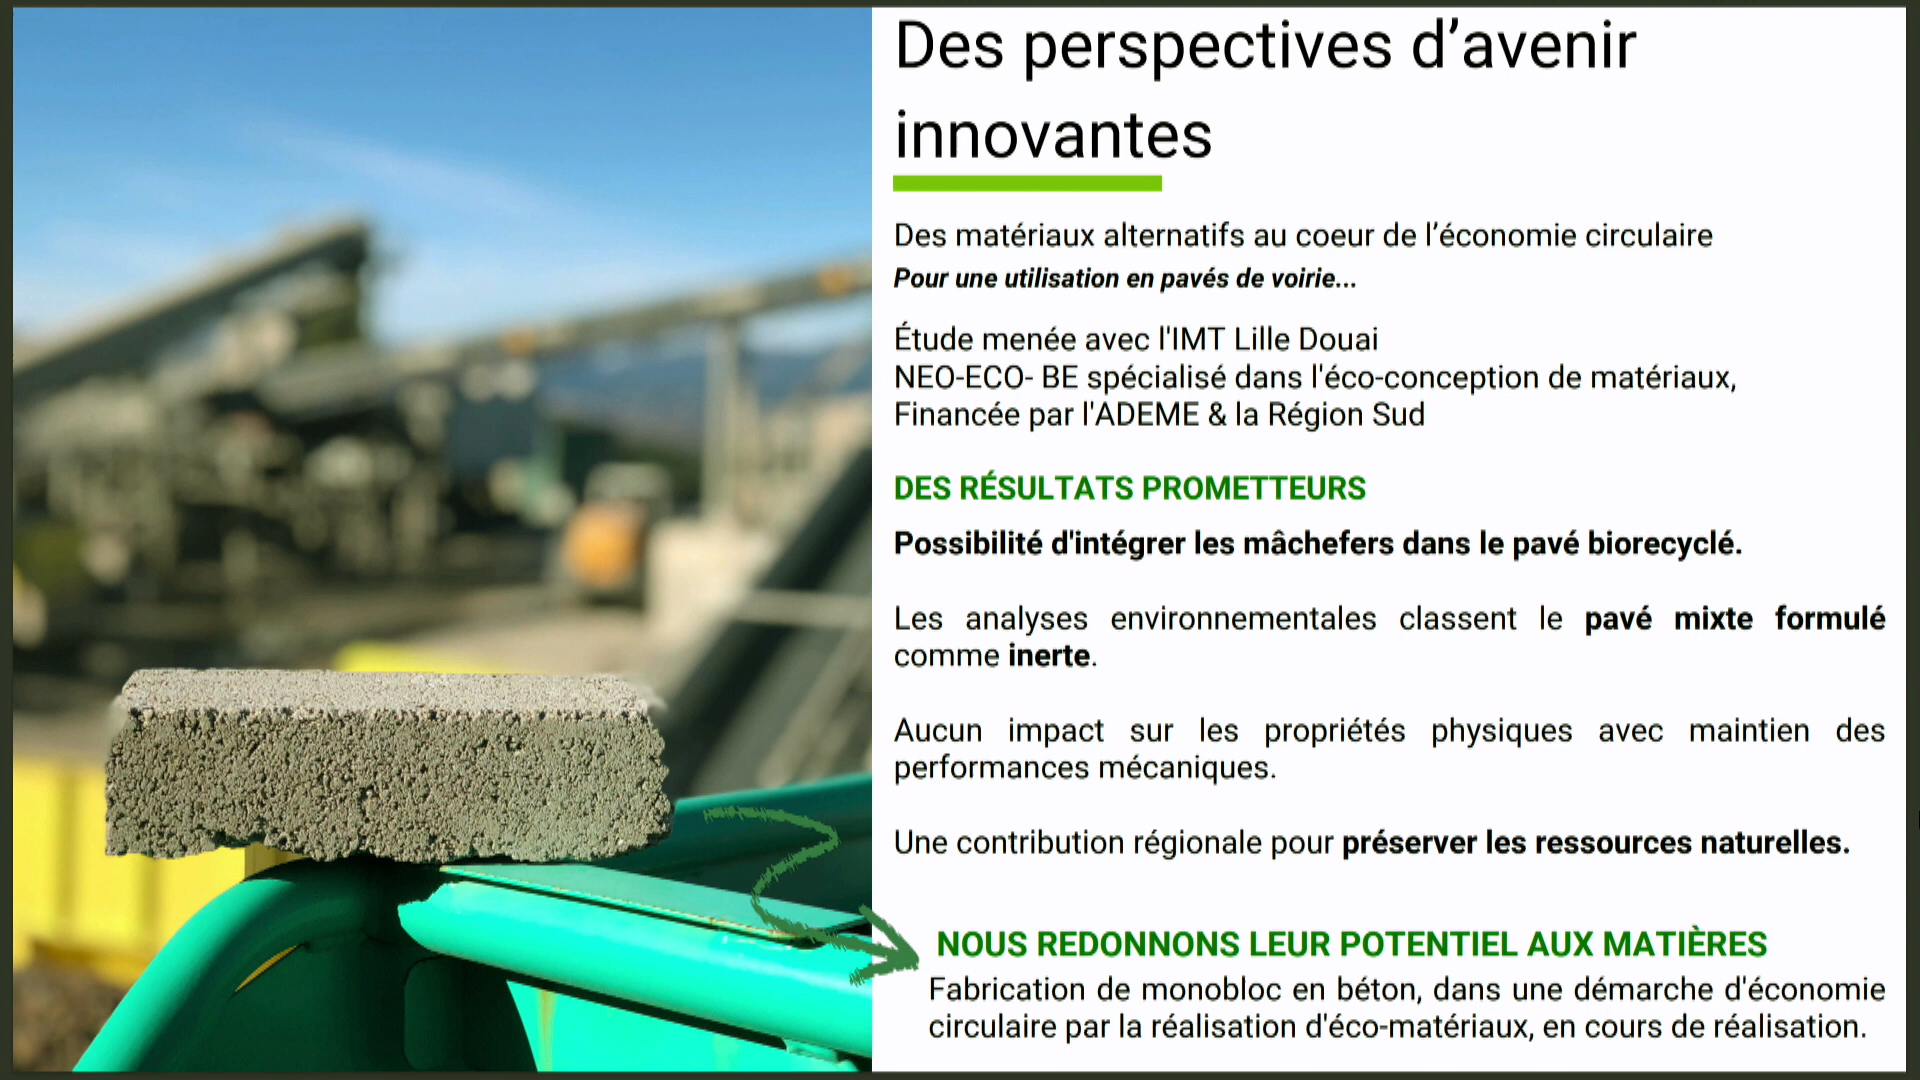 Des perspectives d’avenir
innovantes
Des matériaux alternatifs au coeur de l’économie circulaire
Pour une utilisation en pavés de voirie...
Étude menée avec l'IMT Lille Douai
NEO-ECO- BE spécialisé dans l'éco-conception de matériaux,
Financée par l'ADEME & la Région Sud
DES RÉSULTATS PROMETTEURS
Possibilité d'intégrer les mâchefers dans le pavé biorecyclé.
Les analyses environnementales classent le pavé mixte formulé
comme inerte.
Aucun impact sur les propriétés physiques avec maintien des
performances mécaniques.
Une contribution régionale pour préserver les ressources naturelles.
NOUS REDONNONS LEUR POTENTIEL AUX MATIÈRES
Fabrication de monobloc en béton, dans une démarche d'économie
circulaire par la réalisation d'éco-matériaux, en cours de réalisation.